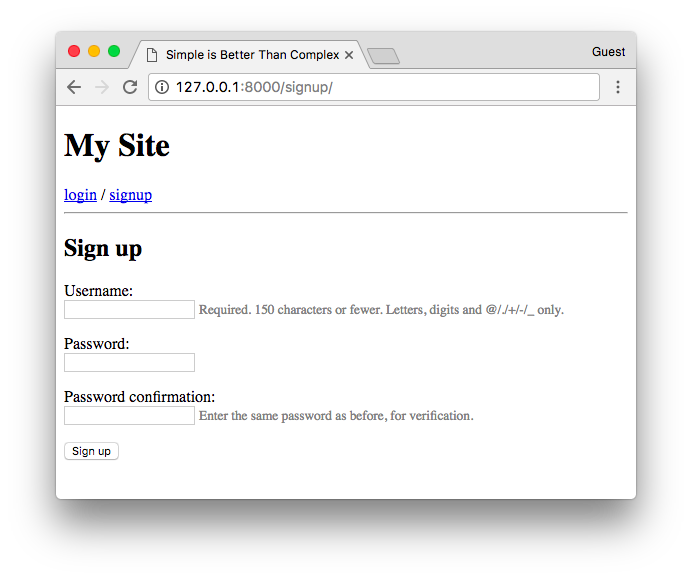 Simple is Better Than Complex
Guest
127.0.0.1:8000/signup/
My Site
login / signup
Sign up
Username:
Required. 150 characters or fewer. Letters, digits and @/./+/-/_ only.
Password:
Password confirmation:
Enter the same password as before, for verification.
Sign up